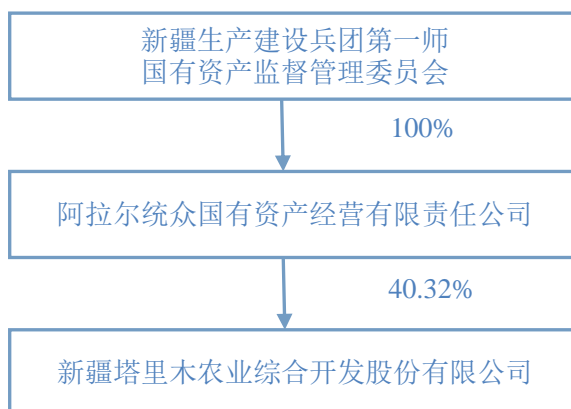 新疆生产建设兵团第一师
国有资产监督管理委员会
100%
阿拉尔统众国有资产经营有限责任公司
40.32%
新疆塔里木农业综合开发股份有限公司